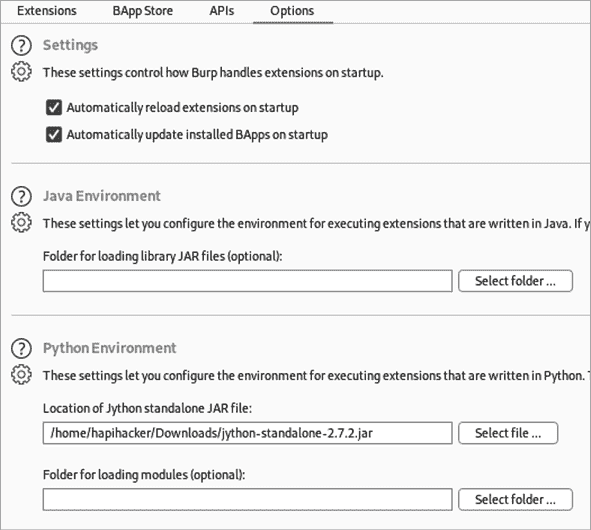 Extensions BApp Store APIs Options
? Settings
These settings control how Burp handles extensions on startup.
Automatically reload extensions on startup
Automatically update installed BApps on startup
? Java Environment
These settings let you configure the environment for executing extensions that are written in Java. If y
Folder for loading library JAR files (optional):
Select folder ...
? Python Environment
These settings let you configure the environment for executing extensions that are written in Python. T
Location of Jython standalone JAR file:
/home/hapihacker/Downloads/jython-standalone-2.7.2.jar Select file ...
Folder for loading modules (optional):
Select folder ...